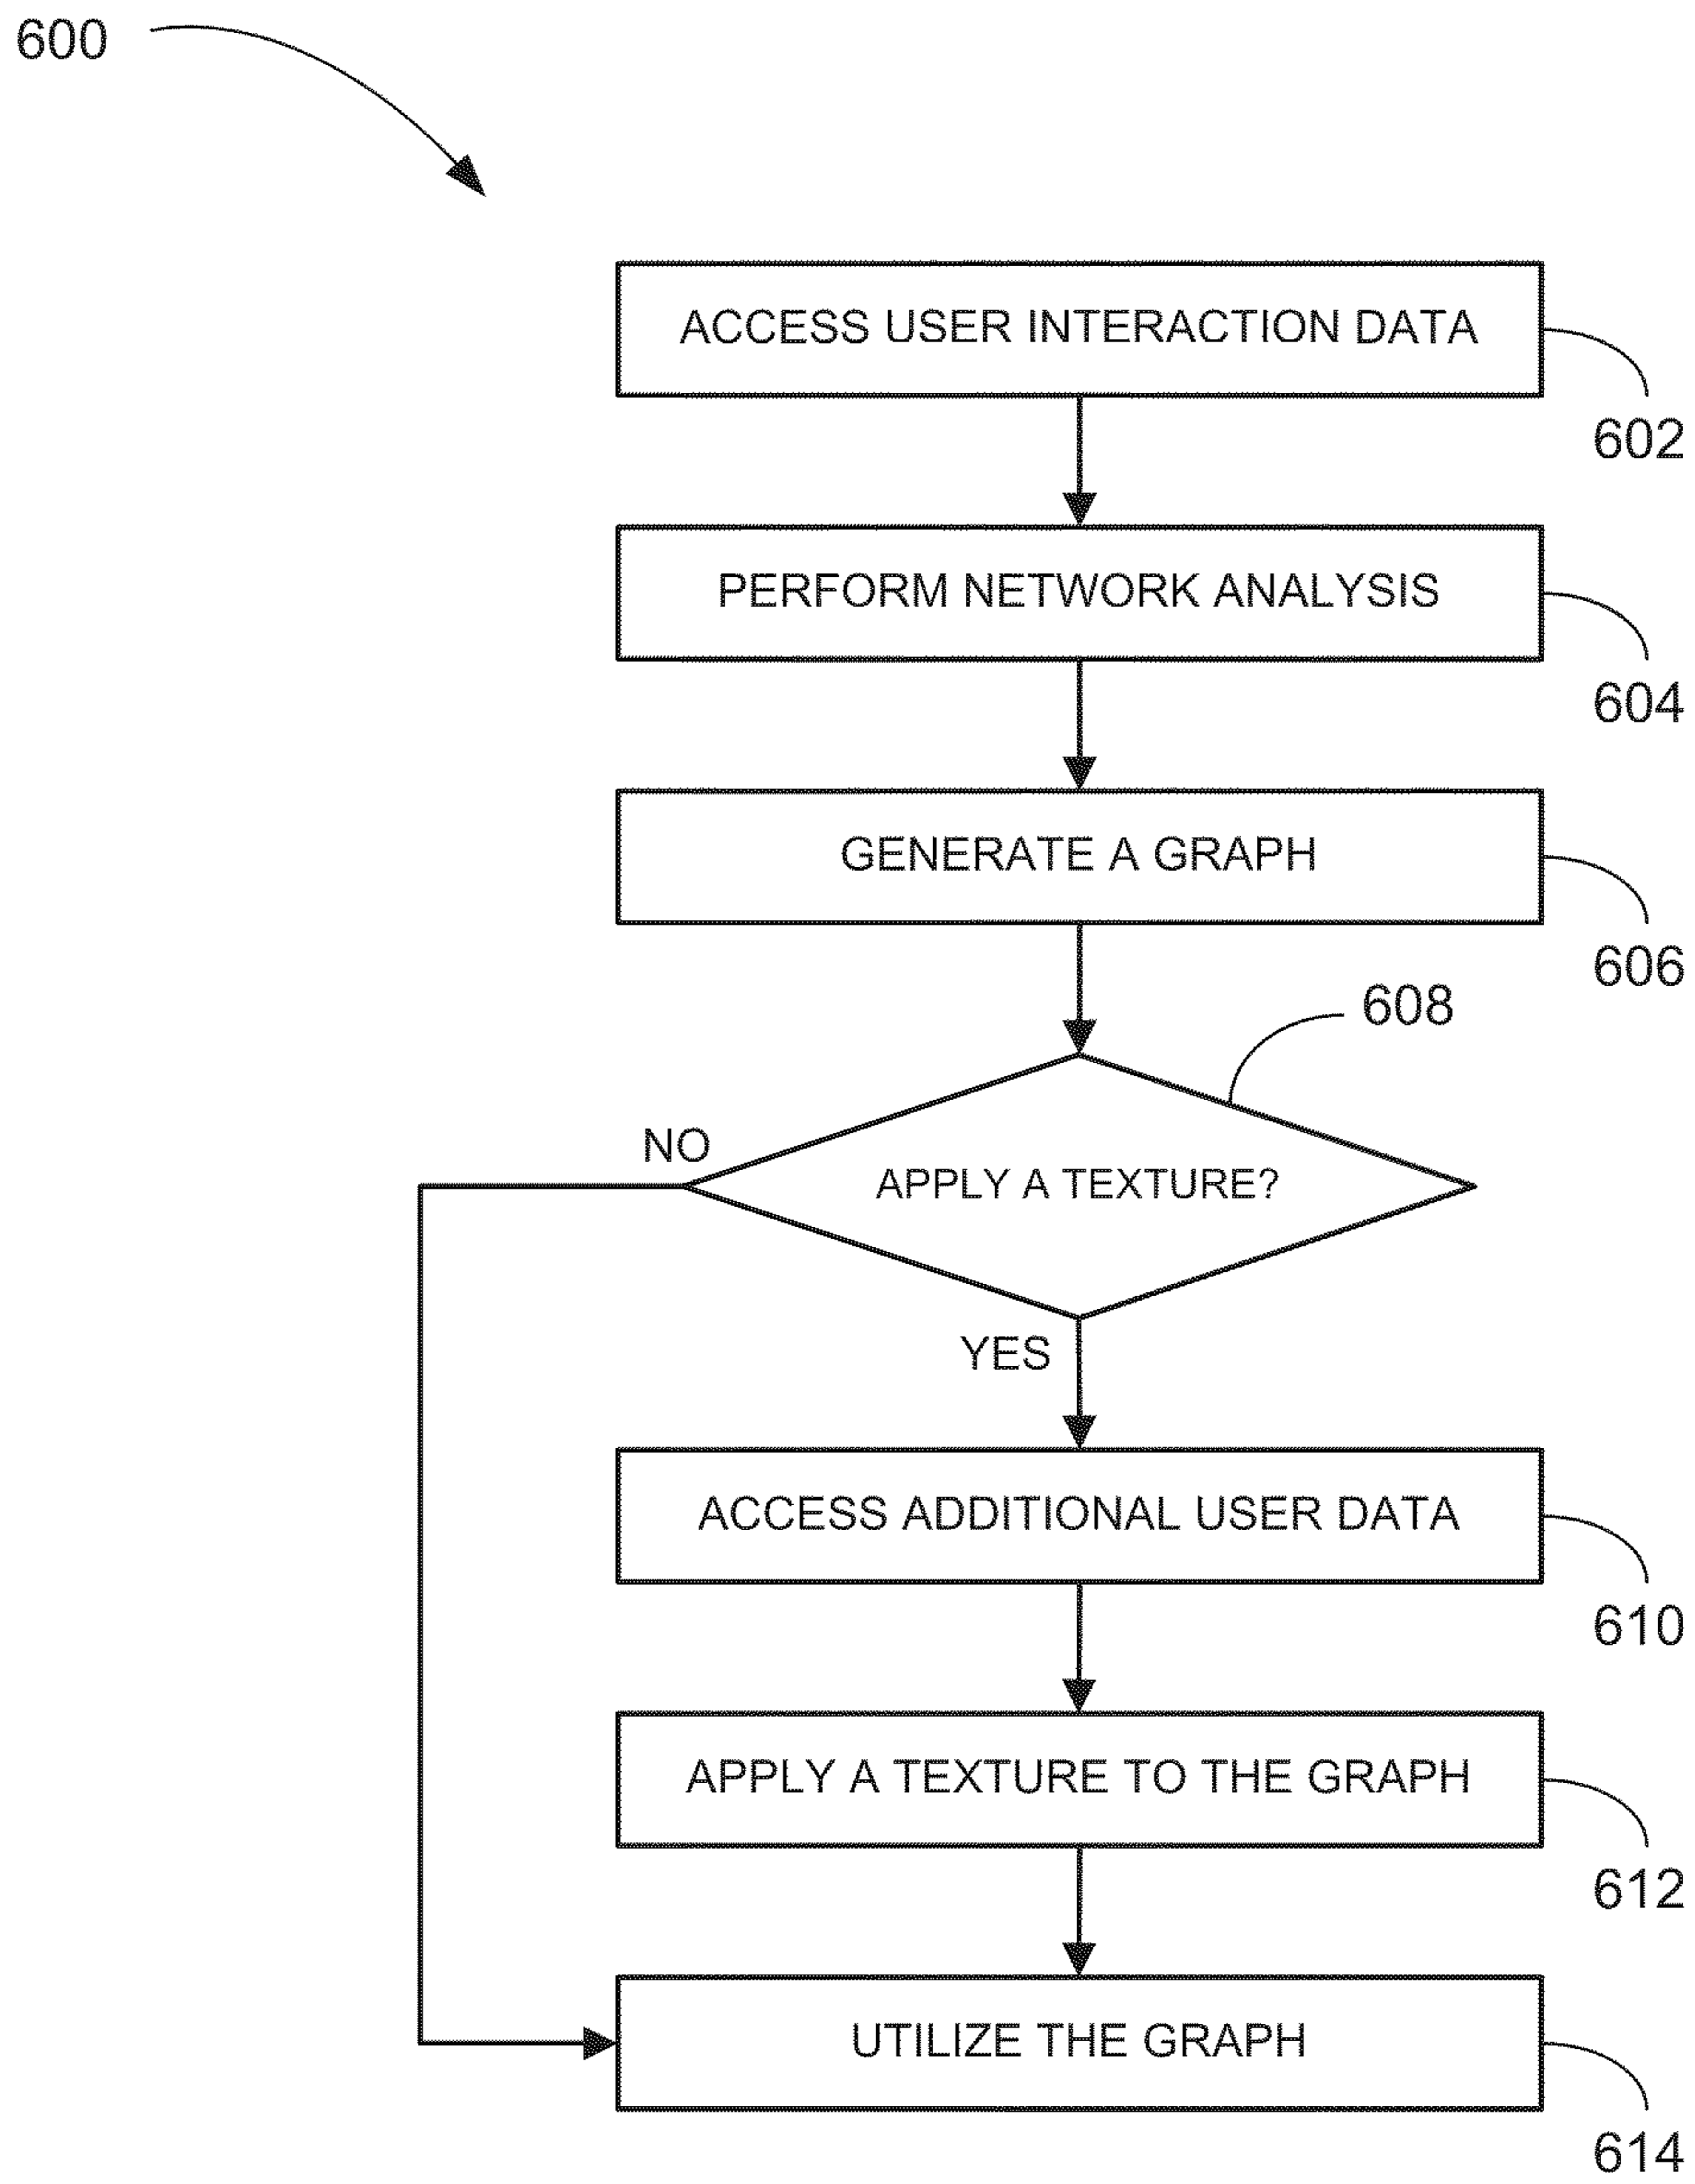 600
ACCESS USER INTERACTION DATA
602
PERFORM NETWORK ANALYSIS
604
GENERATE A GRAPH
606
608
NO
APPLY A TEXTURE?
YES
ACCESS ADDITIONAL USER DATA
610
APPLY A TEXTURE TO THE GRAPH
612
UTILIZE THE GRAPH
614